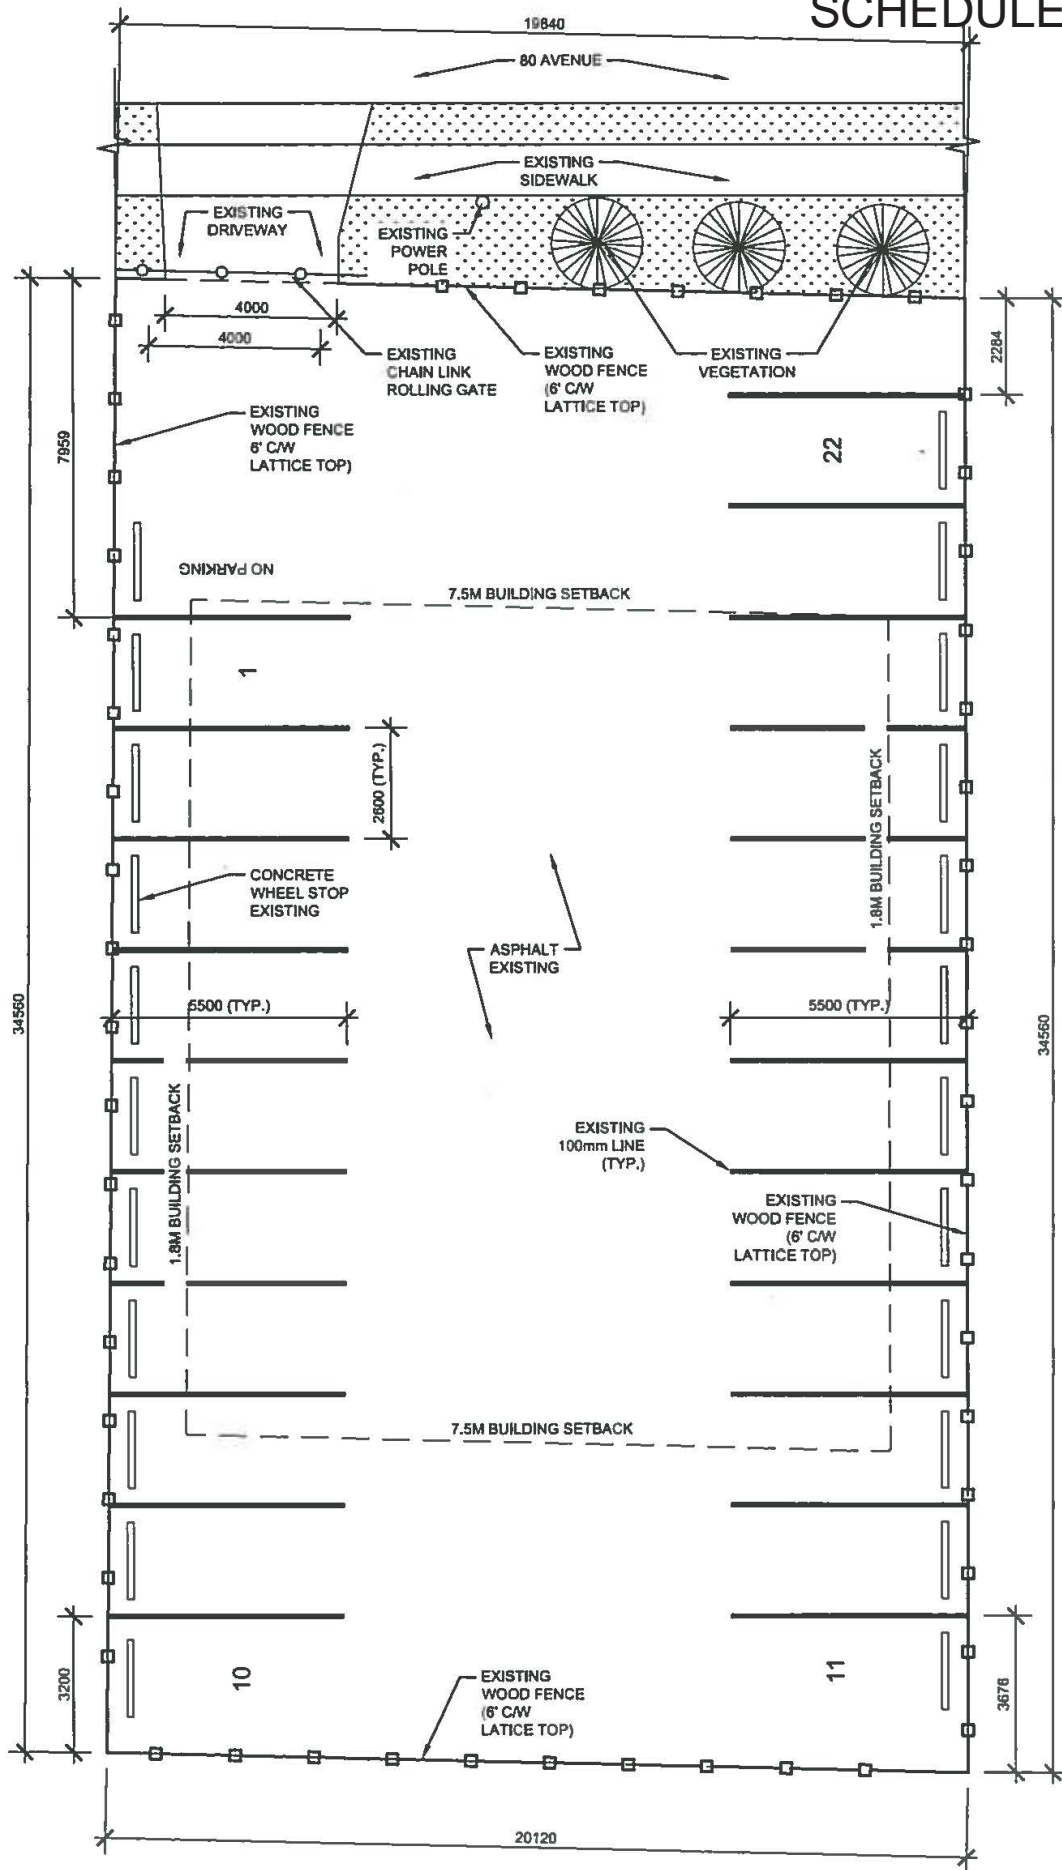 SCHEDULE
19840
80 AVENUE
EXISTING
SIDEWALK
EXISTING
DRIVEWAY
EXISTING
POWER
POLE
4000
4000
EXISTING
CHAIN LINK
ROLLING GATE
EXISTING
WOOD FENCE
(6' C/W
LATTICE TOP)
EXISTING
VEGETATION
2284
EXISTING
WOOD FENCE
6' C/W
LATTICE TOP)
7959
22
NO PARKING
7.5M BUILDING SETBACK
1
2600 (TYP.)
1.8M BUILDING SETBACK
CONCRETE
WHEEL STOP
EXISTING
ASPHALT
EXISTING
5500 (TYP.)
5500 (TYP.)
34560
34560
1.8M BUILDING SETBACK
EXISTING
100mm LINE
(TYP.)
EXISTING
WOOD FENCE
(6' C/W
LATTICE TOP)
7.5M BUILDING SETBACK
3200
10
EXISTING
WOOD FENCE
(6' C/W
LATICE TOP)
11
3676
20120